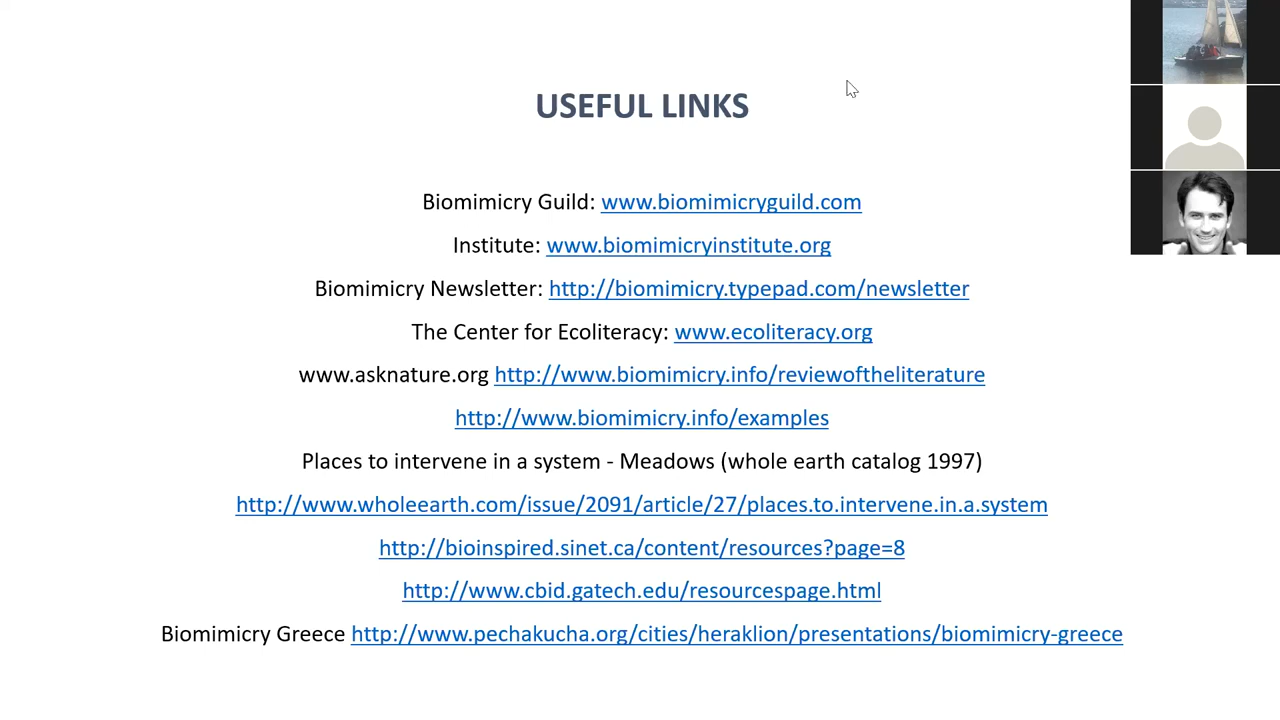 USEFUL LINKS
Biomimicry Guild: www.biomimicryguild.com
Institute: www.biomimicryinstitute.org
Biomimicry Newsletter: http://biomimicry.typepad.com/newsletter
The Center for Ecoliteracy: www.ecoliteracy.org
www.asknature.org http://www.biomimicry.info/reviewoftheliterature
http://www.biomimicry.info/examples
Places to intervene in a system - Meadows (whole earth catalog 1997)
http://www.wholeearth.com/issue/2091/article/27/places.to.intervene.in.a.system
http://bioinspired.sinet.ca/content/resources?page=8
http://www.cbid.gatech.edu/resourcespage.html
Biomimicry Greece http://www.pechakucha.org/cities/heraklion/presentations/biomimicry-greece